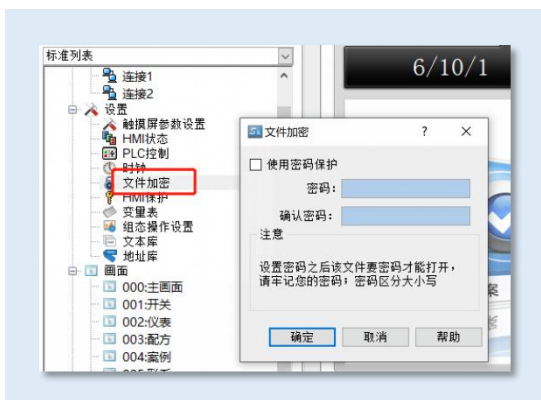 标准列表
连接1
连接2
设置
触摸屏参数设置
HMI状态
PLC控制
时钟
文件加密
HMI保护
变量表
组态操作设置
文本库
地址库
画面
000:主画面
001:开关
002:仪表
003:配方
004:案例
6/10/1
文件加密
? ×
使用密码保护
密码:
确认密码:
注意
设置密码之后该文件要密码才能打开，
请牢记您的密码；密码区分大小写
确定 取消 帮助
案